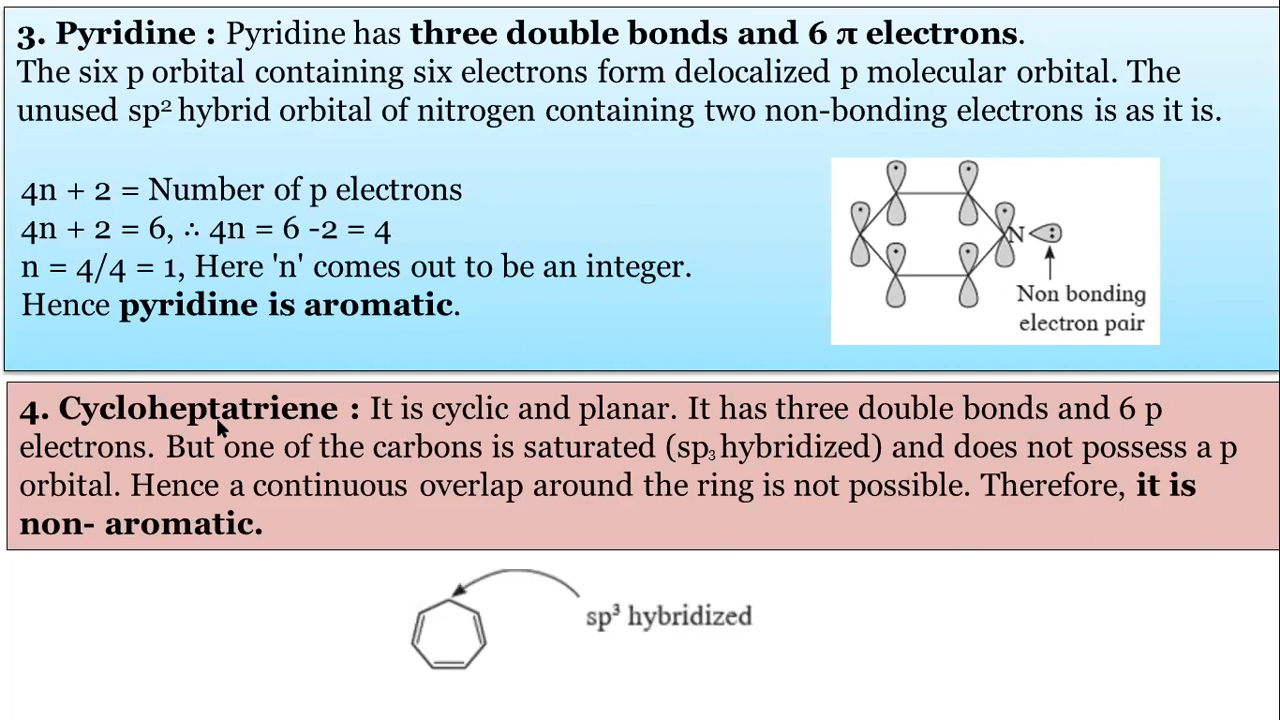 3. Pyridine : Pyridine has three double bonds and 6 π electrons.
The six p orbital containing six electrons form delocalized p molecular orbital. The
unused sp² hybrid orbital of nitrogen containing two non-bonding electrons is as it is.
4n + 2 = Number of p electrons
4n + 2 = 6, ∴ 4n = 6 -2 = 4
n = 4/4 = 1, Here 'n' comes out to be an integer.
Hence pyridine is aromatic.
N
Non bonding
electron pair
4. Cycloheptatriene : It is cyclic and planar. It has three double bonds and 6 p
electrons. But one of the carbons is saturated (sp₃ hybridized) and does not possess a p
orbital. Hence a continuous overlap around the ring is not possible. Therefore, it is
non- aromatic.
sp³ hybridized